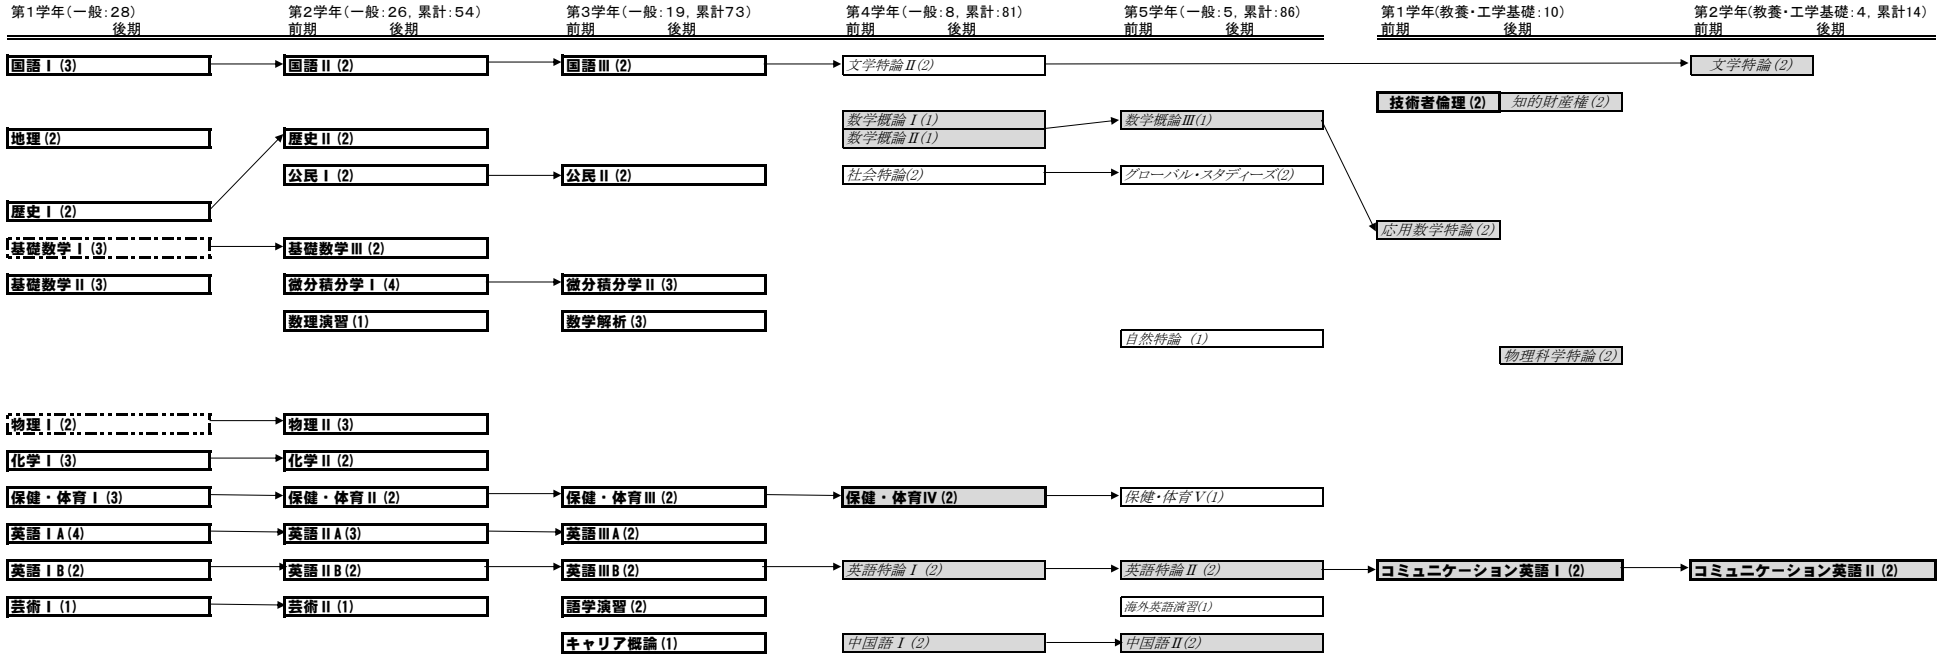 第1学年(一般:28) 第2学年(一般:26, 累計:54) 第3学年(一般:19, 累計73) 第4学年(一般:8, 累計:81) 第5学年(一般:5, 累計:86) 第1学年(教養・工学基礎:10) 第2学年(教養・工学基礎:4, 累計14)
後期 前期 後期 前期 後期 前期 後期 前期 後期 前期 後期 前期 後期
国語Ⅰ(3) 国語Ⅱ(2) 国語Ⅲ(2) 文学特論Ⅱ(2) 文学特論(2)
技術者倫理(2) 知的財産権(2)
数学概論Ⅰ(1) 数学概論Ⅲ(1)
地理(2) 歴史Ⅱ(2) 数学概論Ⅱ(1)
公民Ⅰ(2) 公民Ⅱ(2) 社会特論(2) グローバル・スタディーズ(2)
歴史Ⅰ(2)
応用数学特論(2)
基礎数学Ⅰ(3) 基礎数学Ⅲ(2)
基礎数学Ⅱ(3) 微分積分学Ⅰ(4) 微分積分学Ⅱ(3)
数理演習(1) 数学解析(3)
自然特論 (1)
物理科学特論(2)
物理Ⅰ(2) 物理Ⅱ(3)
化学Ⅰ(3) 化学Ⅱ(2)
保健・体育Ⅰ(3) 保健・体育Ⅱ(2) 保健・体育Ⅲ(2) 保健・体育Ⅳ(2) 保健・体育Ⅴ(1)
英語ⅠA(4) 英語ⅡA(3) 英語ⅢA(2)
英語ⅠB(2) 英語ⅡB(2) 英語ⅢB(2) 英語特論Ⅰ(2) 英語特論Ⅱ(2) コミュニケーション英語Ⅰ(2) コミュニケーション英語Ⅱ(2)
芸術Ⅰ(1) 芸術Ⅱ(1) 語学演習(2) 海外英語演習(1)
キャリア概論(1) 中国語Ⅰ(2) 中国語Ⅱ(2)